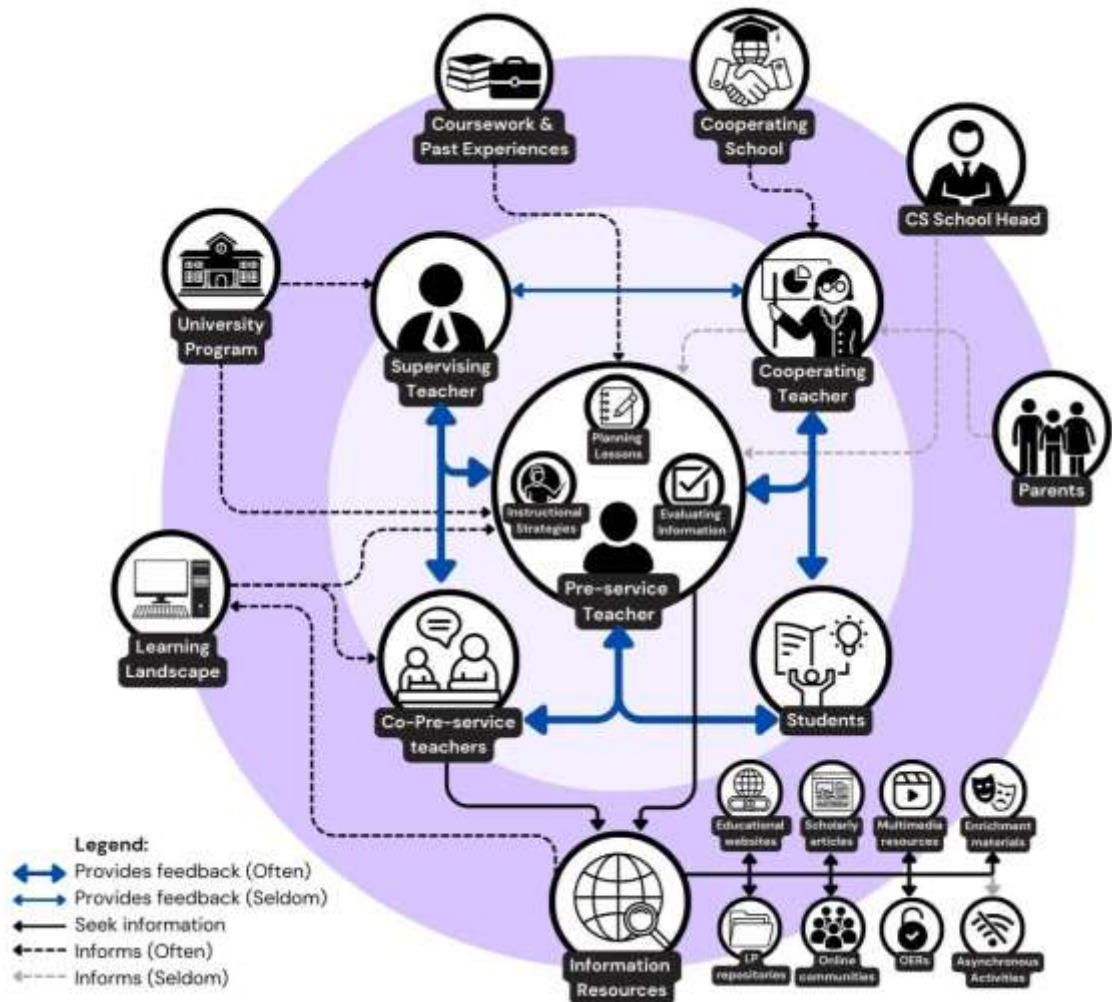 Coursework &
Past Experiences
Cooperating
School
CS School Head
University
Program
Supervising
Teacher
Cooperating
Teacher
Planning
Lessons
Instructional
Strategies
Evaluating
Information
Parents
Pre-service
Teacher
Learning
Landscape
Co-Pre-service
teachers
Students
Educational
websites
Scholarly
articles
Multimedia
resources
Enrichment
materials
Legend:
Provides feedback (Often)
Provides feedback (Seldom)
Seek information
Informs (Often)
Informs (Seldom)
Information
Resources
LP
repositories
Online
communities
OERs
Asynchronous
Activities